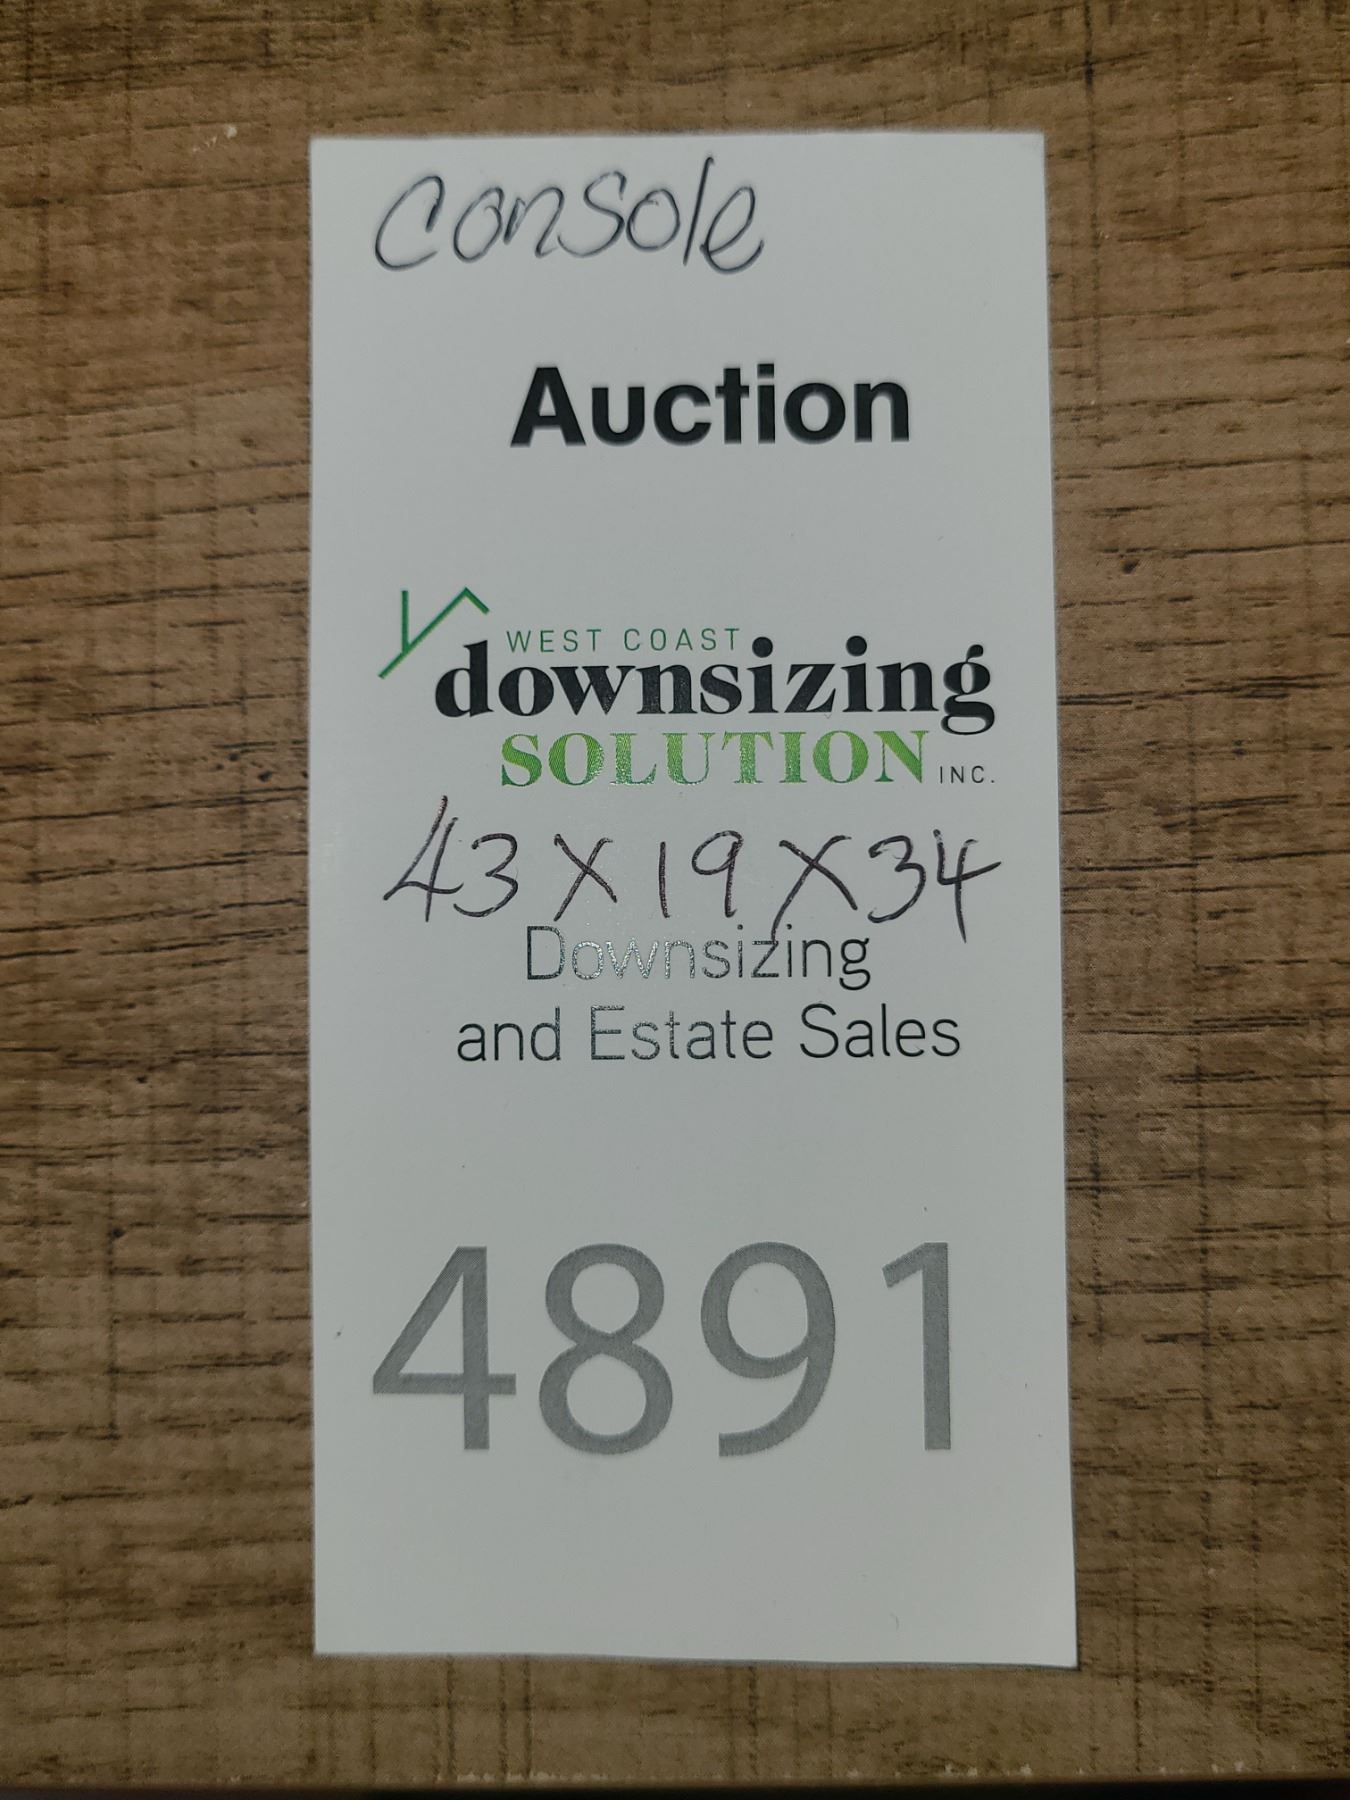 console
Auction
WEST COAST
downsizing
SOLUTION INC.
43 X 19 X 34
Downsizing
and Estate Sales
4891